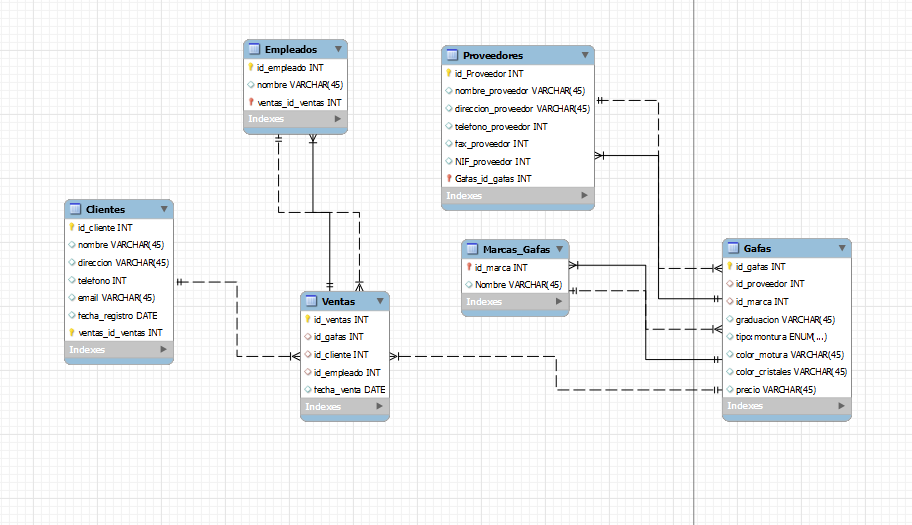 Empleados
id_empleado INT
nombre VARCHAR(45)
ventas_id_ventas INT
Indexes
Proveedores
id_Proveedor INT
nombre_proveedor VARCHAR(45)
direccion_proveedor VARCHAR(45)
telefono_proveedor INT
fax_proveedor INT
NIF_proveedor INT
Gafas_id_gafas INT
Indexes
Clientes
id_cliente INT
nombre VARCHAR(45)
direccion VARCHAR(45)
telefono INT
email VARCHAR(45)
fecha_registro DATE
ventas_id_ventas INT
Indexes
Marcas_Gafas
id_marca INT
Nombre VARCHAR(45)
Indexes
Gafas
id_gafas INT
id_proveedor INT
id_marca INT
graduacion VARCHAR(45)
tipo:montura ENUM(...)
color_motura VARCHAR(45)
color_cristales VARCHAR(45)
precio VARCHAR(45)
Indexes
Ventas
id_ventas INT
id_gafas INT
id_cliente INT
id_empleado INT
fecha_venta DATE
Indexes